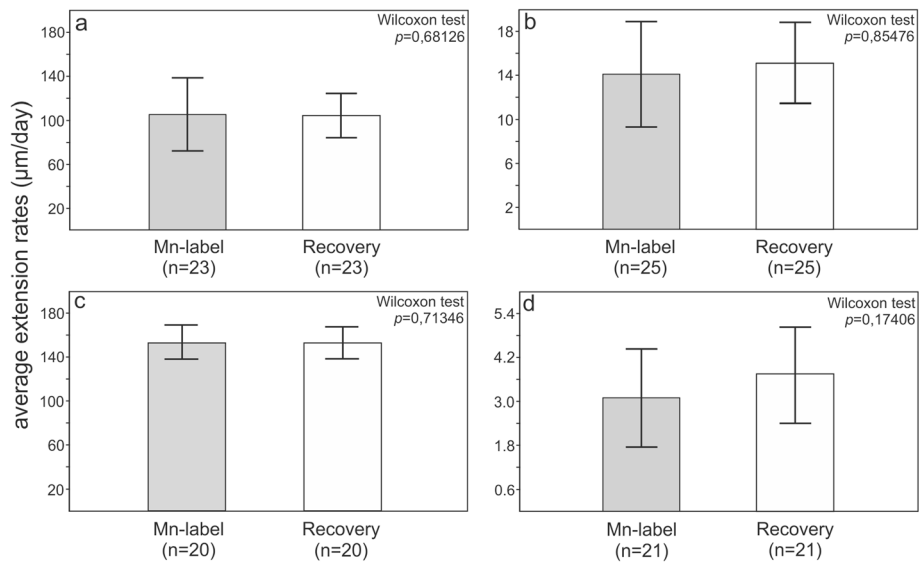 average extension rates (µm/day)
a
Wilcoxon test
p=0,68126
180
140
100
60
20
Mn-label
(n=23)
Recovery
(n=23)
b
Wilcoxon test
p=0,85476
18
14
10
6
2
Mn-label
(n=25)
Recovery
(n=25)
c
Wilcoxon test
p=0,71346
180
140
100
60
20
Mn-label
(n=20)
Recovery
(n=20)
d
Wilcoxon test
p=0,17406
5.4
4.2
3.0
1.8
0.6
Mn-label
(n=21)
Recovery
(n=21)